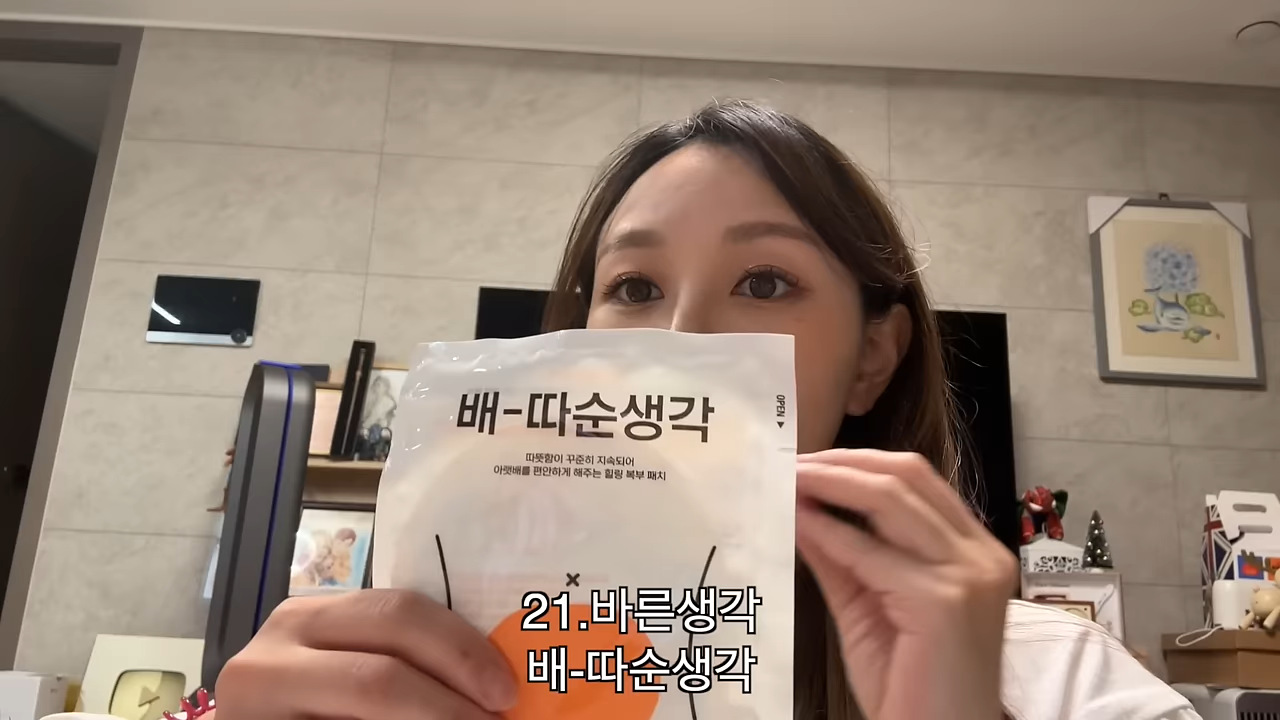 배-따순생각
OPEN ▼
따뜻함이 꾸준히 지속되어
아랫배를 편안하게 해주는 힐링 복부 패치
21.바른생각
배-따순생각